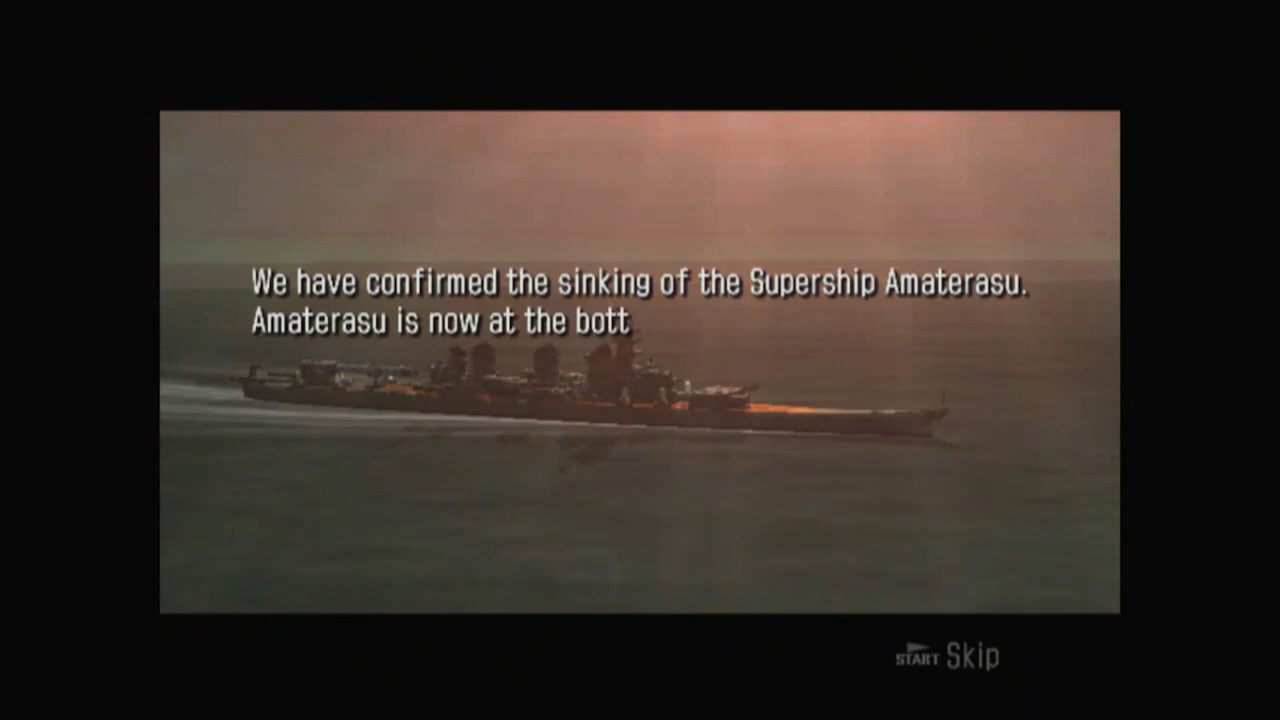 We have confirmed the sinking of the Supership Amaterasu.
Amaterasu is now at the bott
START Skip